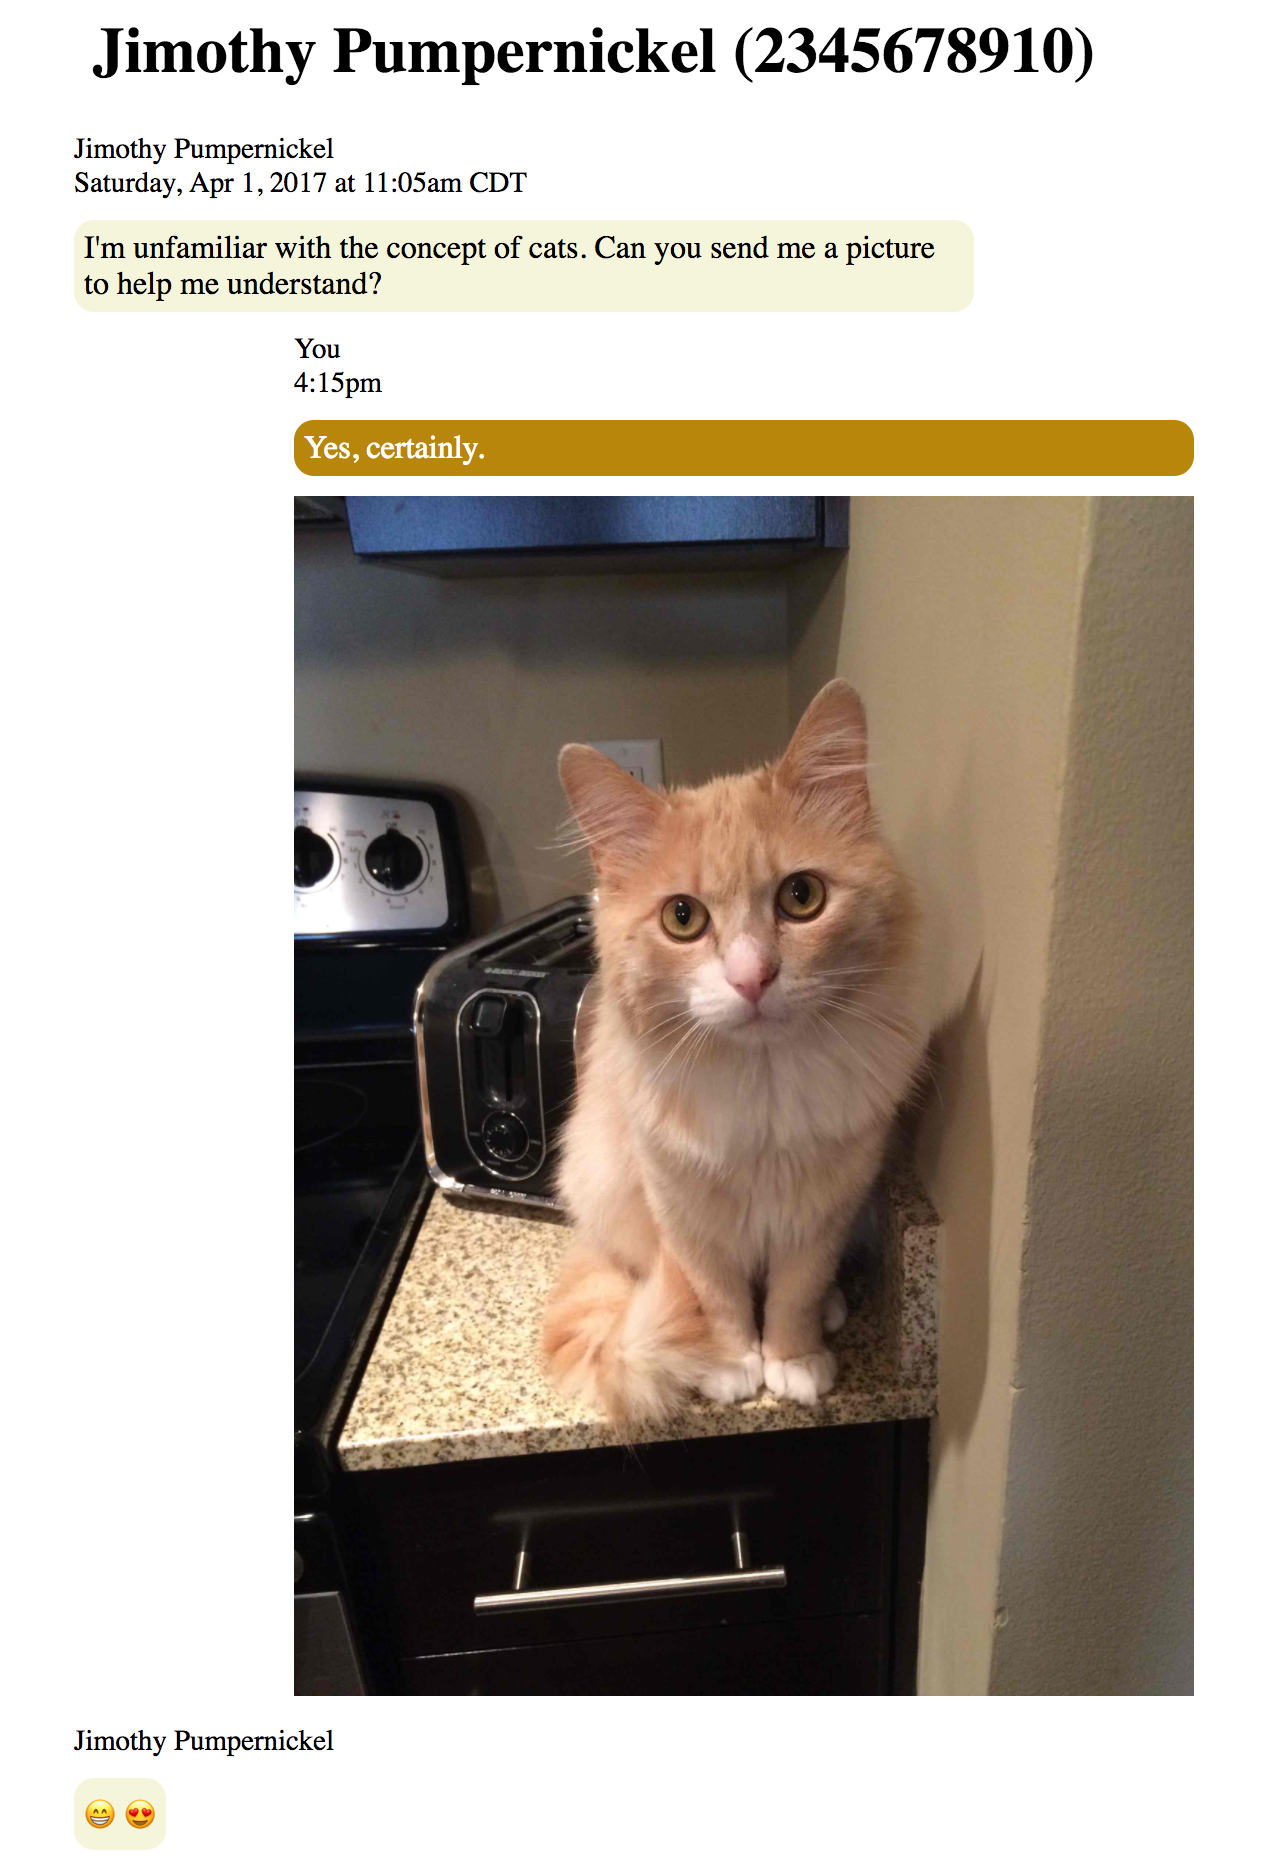 Jimothy Pumpernickel (2345678910)
Jimothy Pumpernickel
Saturday, Apr 1, 2017 at 11:05am CDT
I'm unfamiliar with the concept of cats. Can you send me a picture
to help me understand?
You
4:15pm
Yes, certainly.
Jimothy Pumpernickel
😁 😍